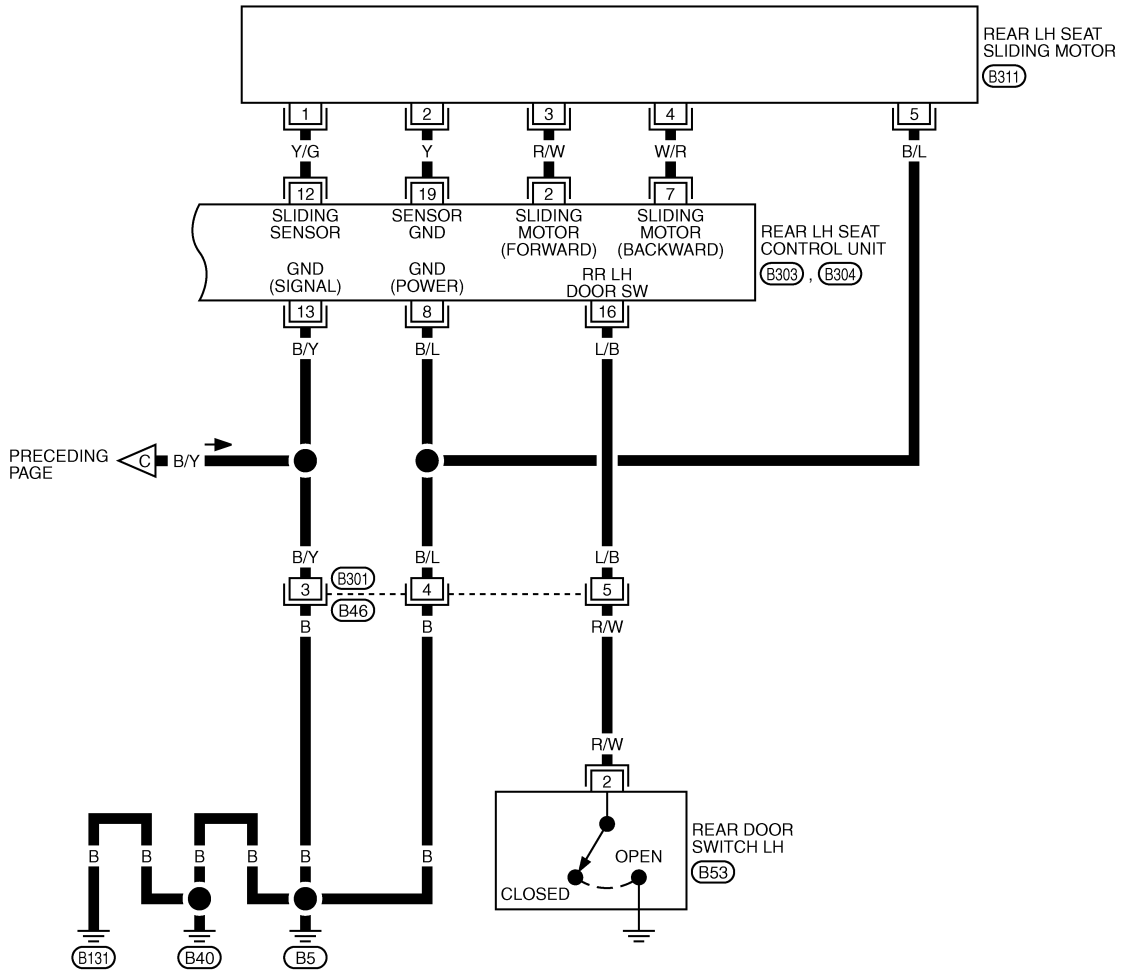 REAR LH SEAT
SLIDING MOTOR
B311
1 2 3 4 5
Y/G Y R/W W/R B/L
12 19 2 7
SLIDING
SENSOR
SENSOR
GND
SLIDING
MOTOR
(FORWARD)
SLIDING
MOTOR
(BACKWARD)
REAR LH SEAT
CONTROL UNIT
B303 , B304
GND
(SIGNAL)
GND
(POWER)
RR LH
DOOR SW
13 8 16
B/Y B/L L/B
PRECEDING
PAGE
C B/Y
B/Y B/L L/B
B301
3 4 5
B46
B B R/W
R/W
2
REAR DOOR
SWITCH LH
B53
OPEN
CLOSED
B B B B B B
B131 B40 B5